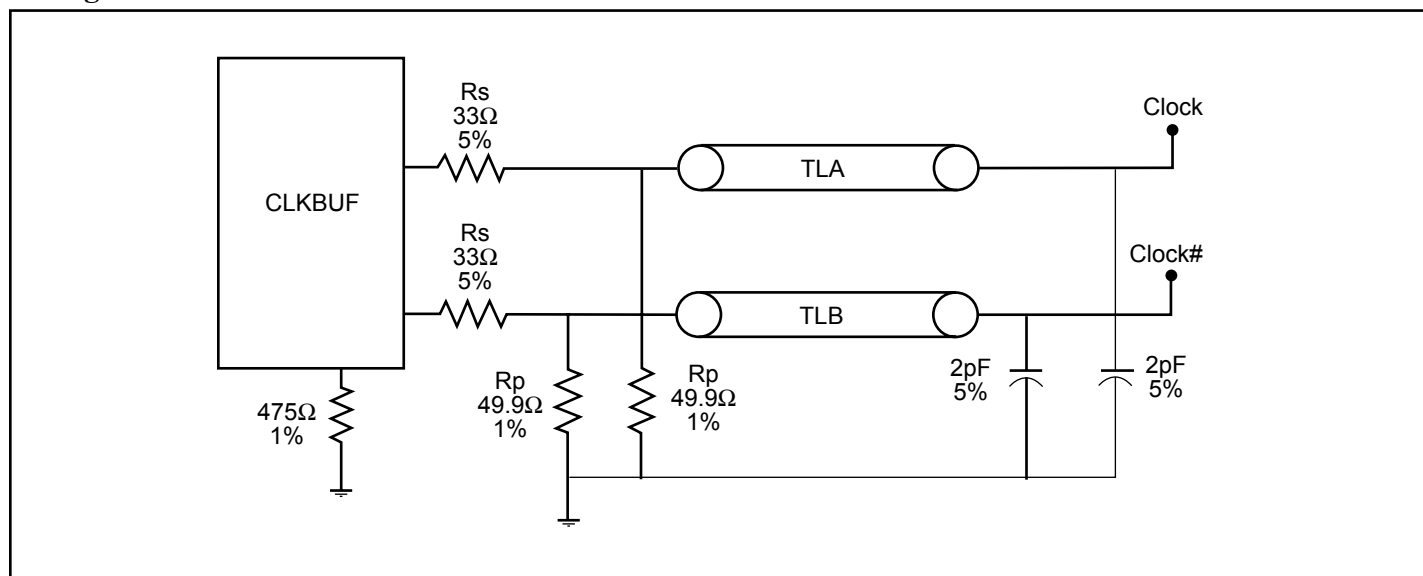 Rs
33Ω
5%
Clock
TLA
CLKBUF
Rs
33Ω
5%
Clock#
TLB
475Ω
1%
Rp
49.9Ω
1%
Rp
49.9Ω
1%
2pF
5%
2pF
5%